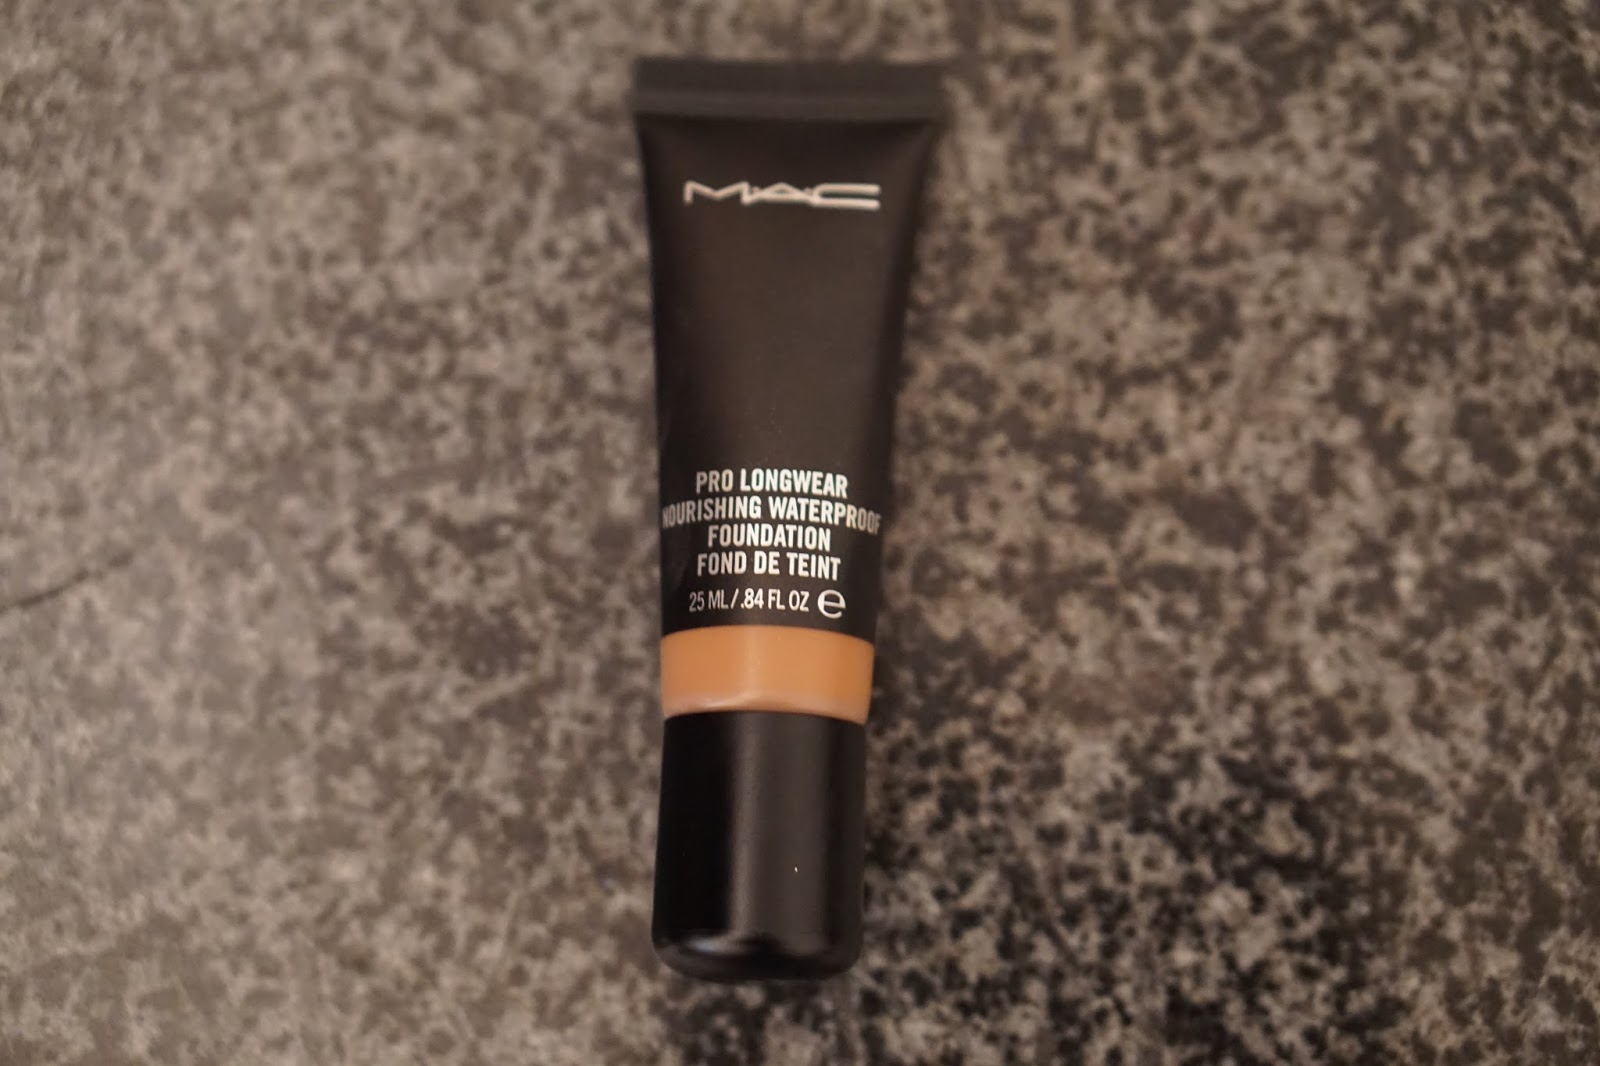 MAC
PRO LONGWEAR
NOURISHING WATERPROOF
FOUNDATION
FOND DE TEINT
25 ML / .84 FL OZ ℮